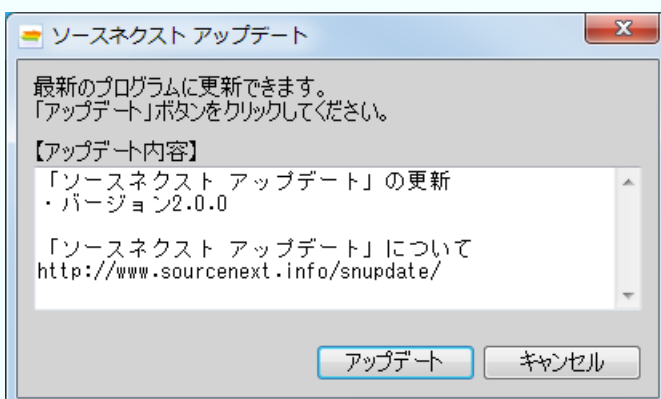 ソースネクスト アップデート
最新のプログラムに更新できます。
「アップデート」ボタンをクリックしてください。
【アップデート内容】
「ソースネクスト アップデート」の更新
・バージョン2.0.0
「ソースネクスト アップデート」について
http://www.sourcenext.info/snupdate/
アップデート
キャンセル